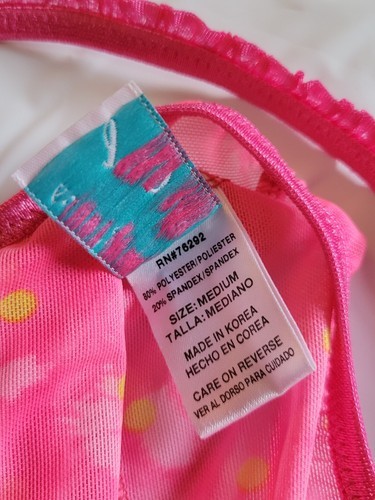 RN#76292
80% POLYESTER/POLIESTER
20% SPANDEX/SPANDEX
SIZE: MEDIUM
TALLA: MEDIANO
MADE IN KOREA
HECHO EN COREA
CARE ON REVERSE
VER AL DORSO PARA CUIDADO